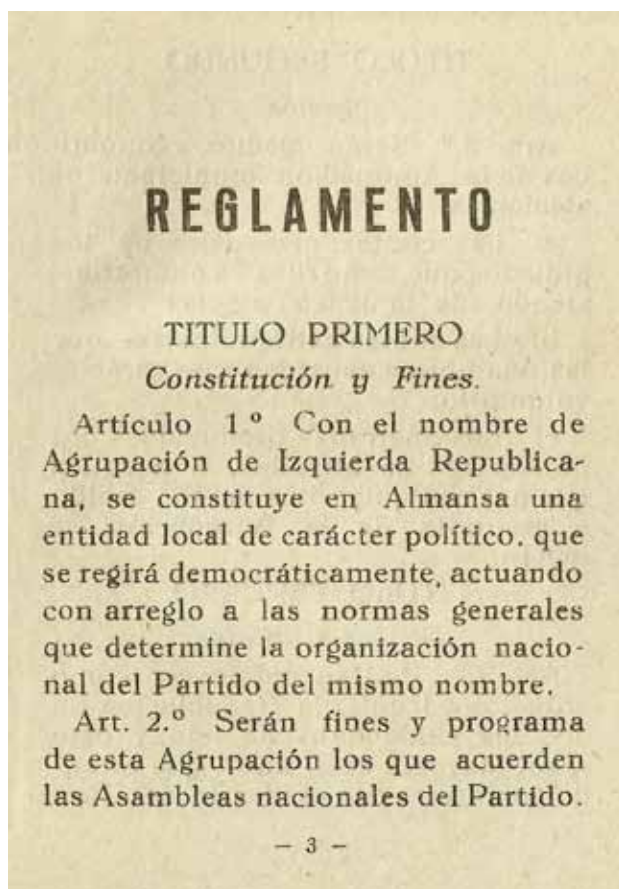 REGLAMENTO
TITULO PRIMERO
Constitución y Fines.
Artículo 1º Con el nombre de
Agrupación de Izquierda Republica-
na, se constituye en Almansa una
entidad local de carácter político. que
se regirá democráticamente, actuando
con arreglo a las normas generales
que determine la organización nacio-
nal del Partido del mismo nombre.
Art. 2.º Serán fines y programa
de esta Agrupación los que acuerden
las Asambleas nacionales del Partido.
— 3 —